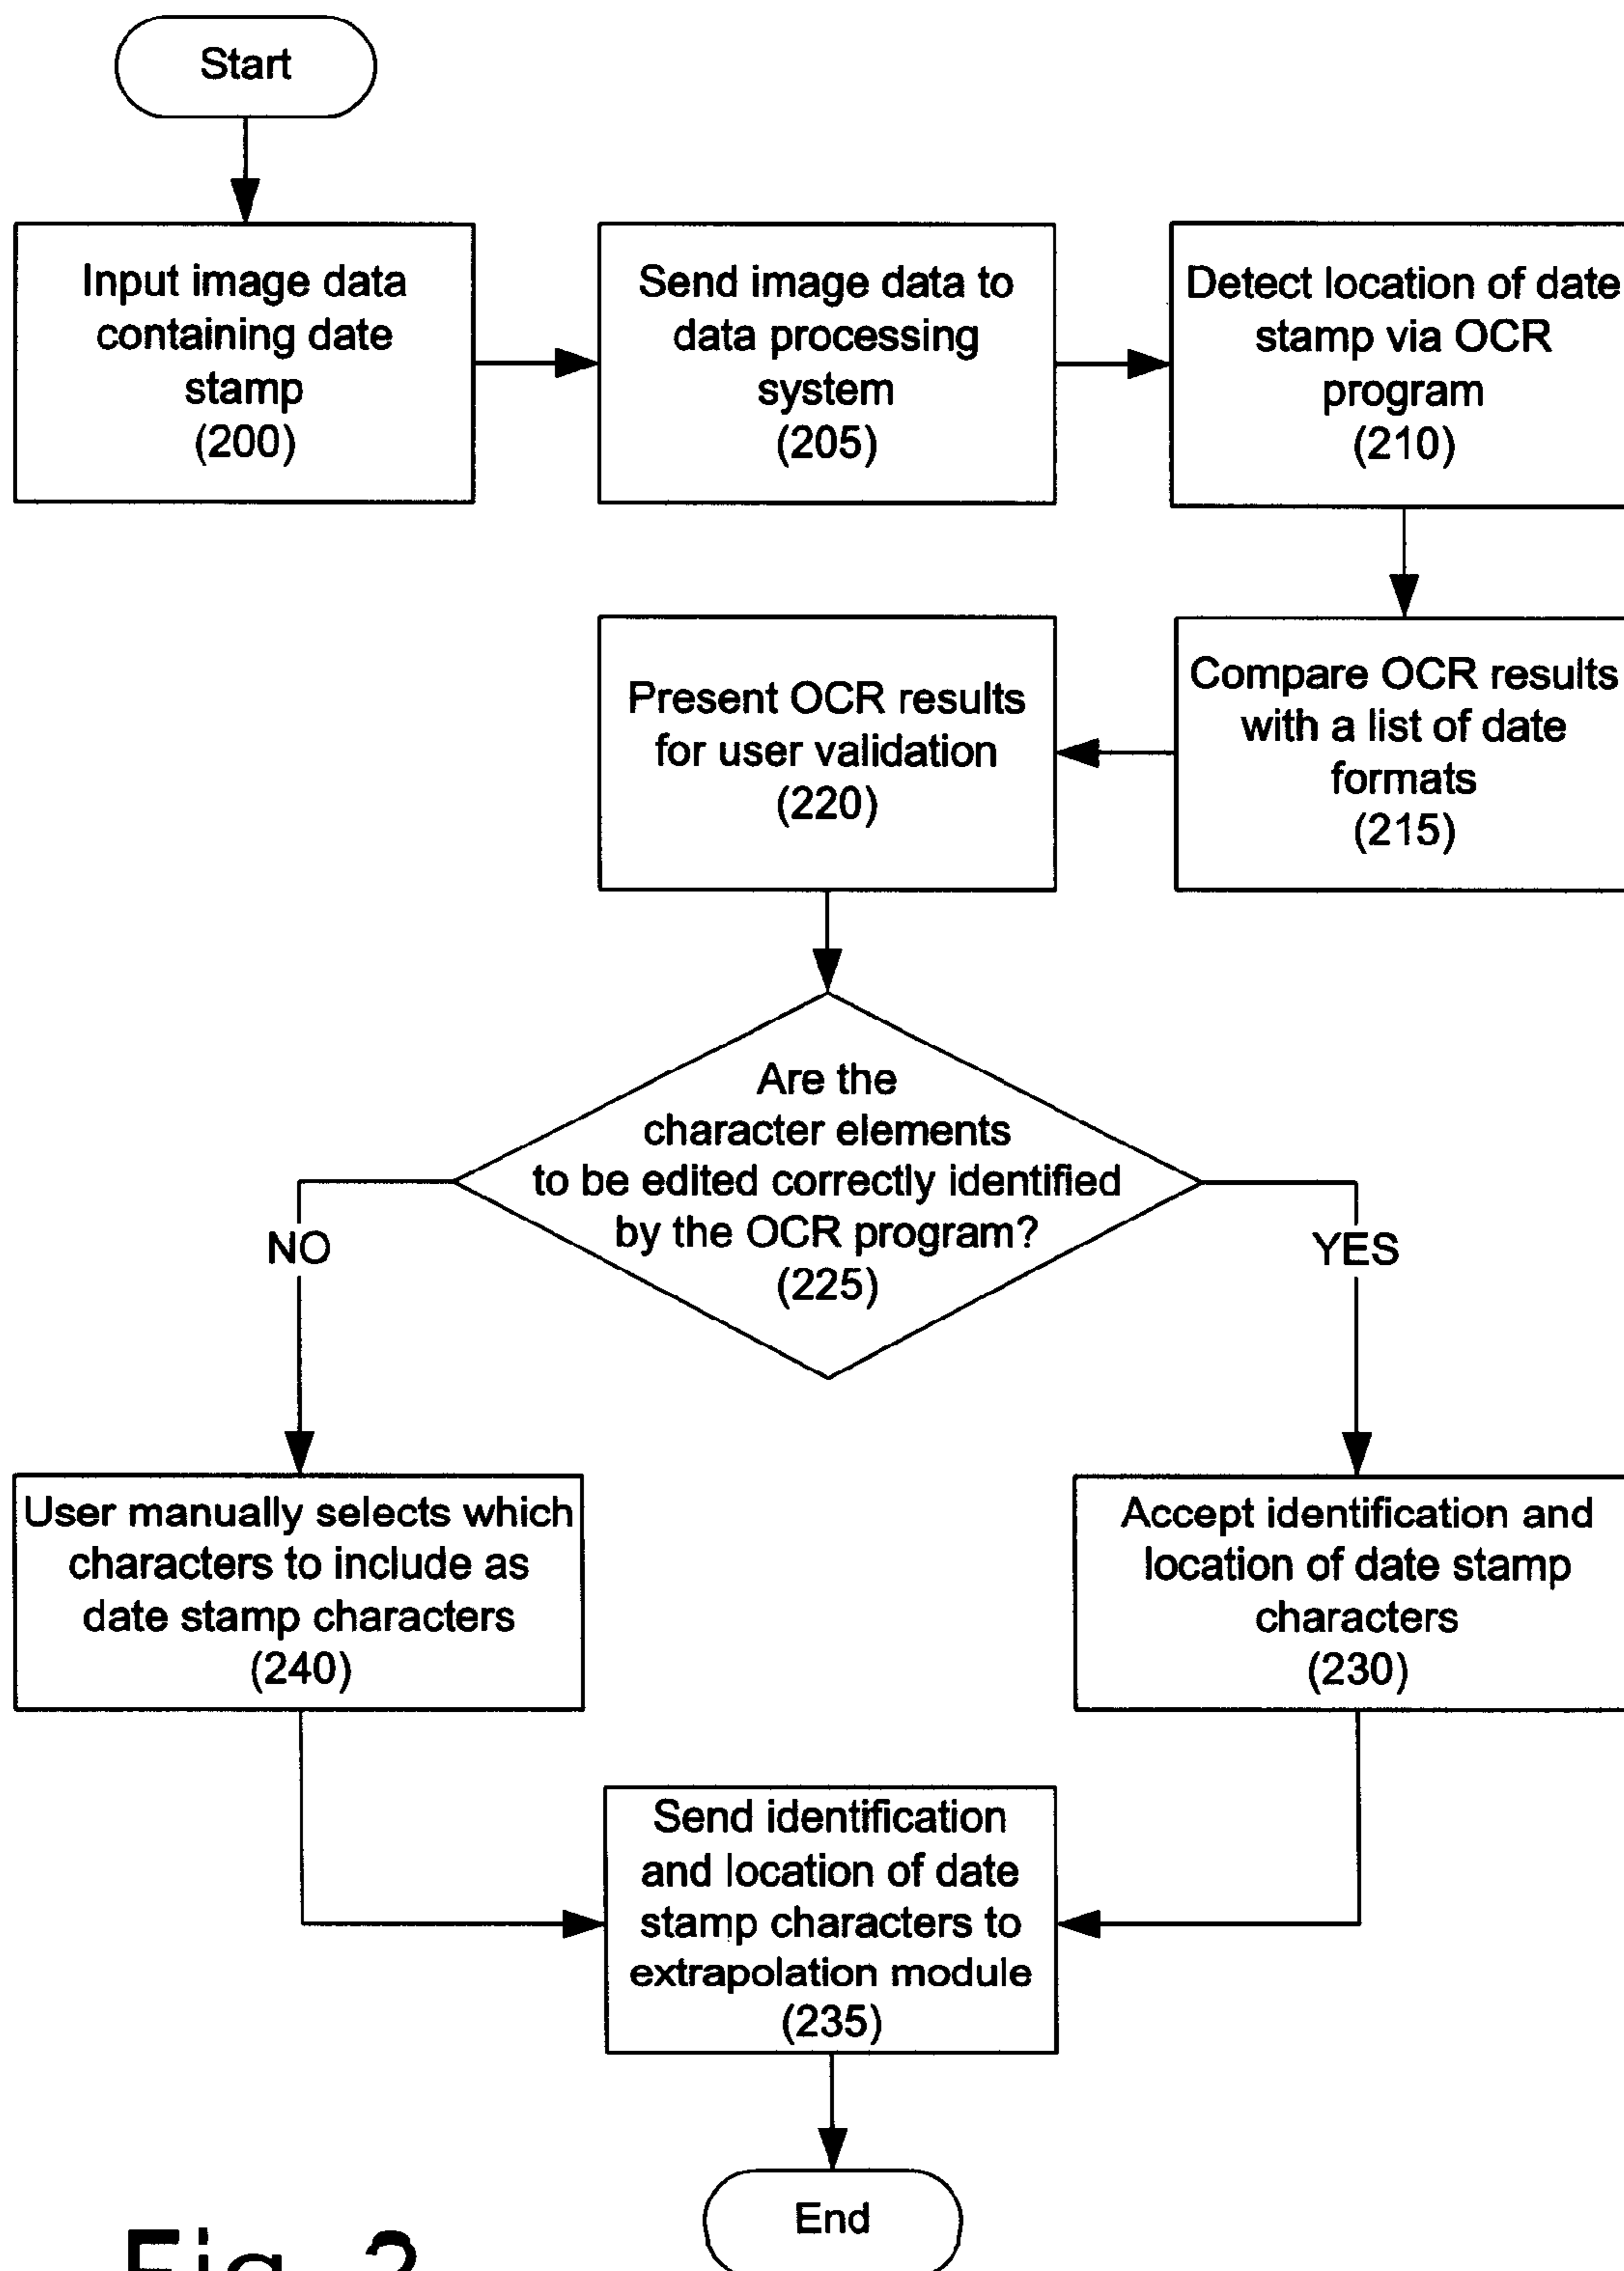 Start
Input image data
containing date
stamp
(200)
Send image data to
data processing
system
(205)
Detect location of date
stamp via OCR
program
(210)
Compare OCR results
with a list of date
formats
(215)
Present OCR results
for user validation
(220)
Are the
character elements
to be edited correctly identified
by the OCR program?
(225)
NO
YES
User manually selects which
characters to include as
date stamp characters
(240)
Accept identification and
location of date stamp
characters
(230)
Send identification
and location of date
stamp characters to
extrapolation module
(235)
End
Fig. 2